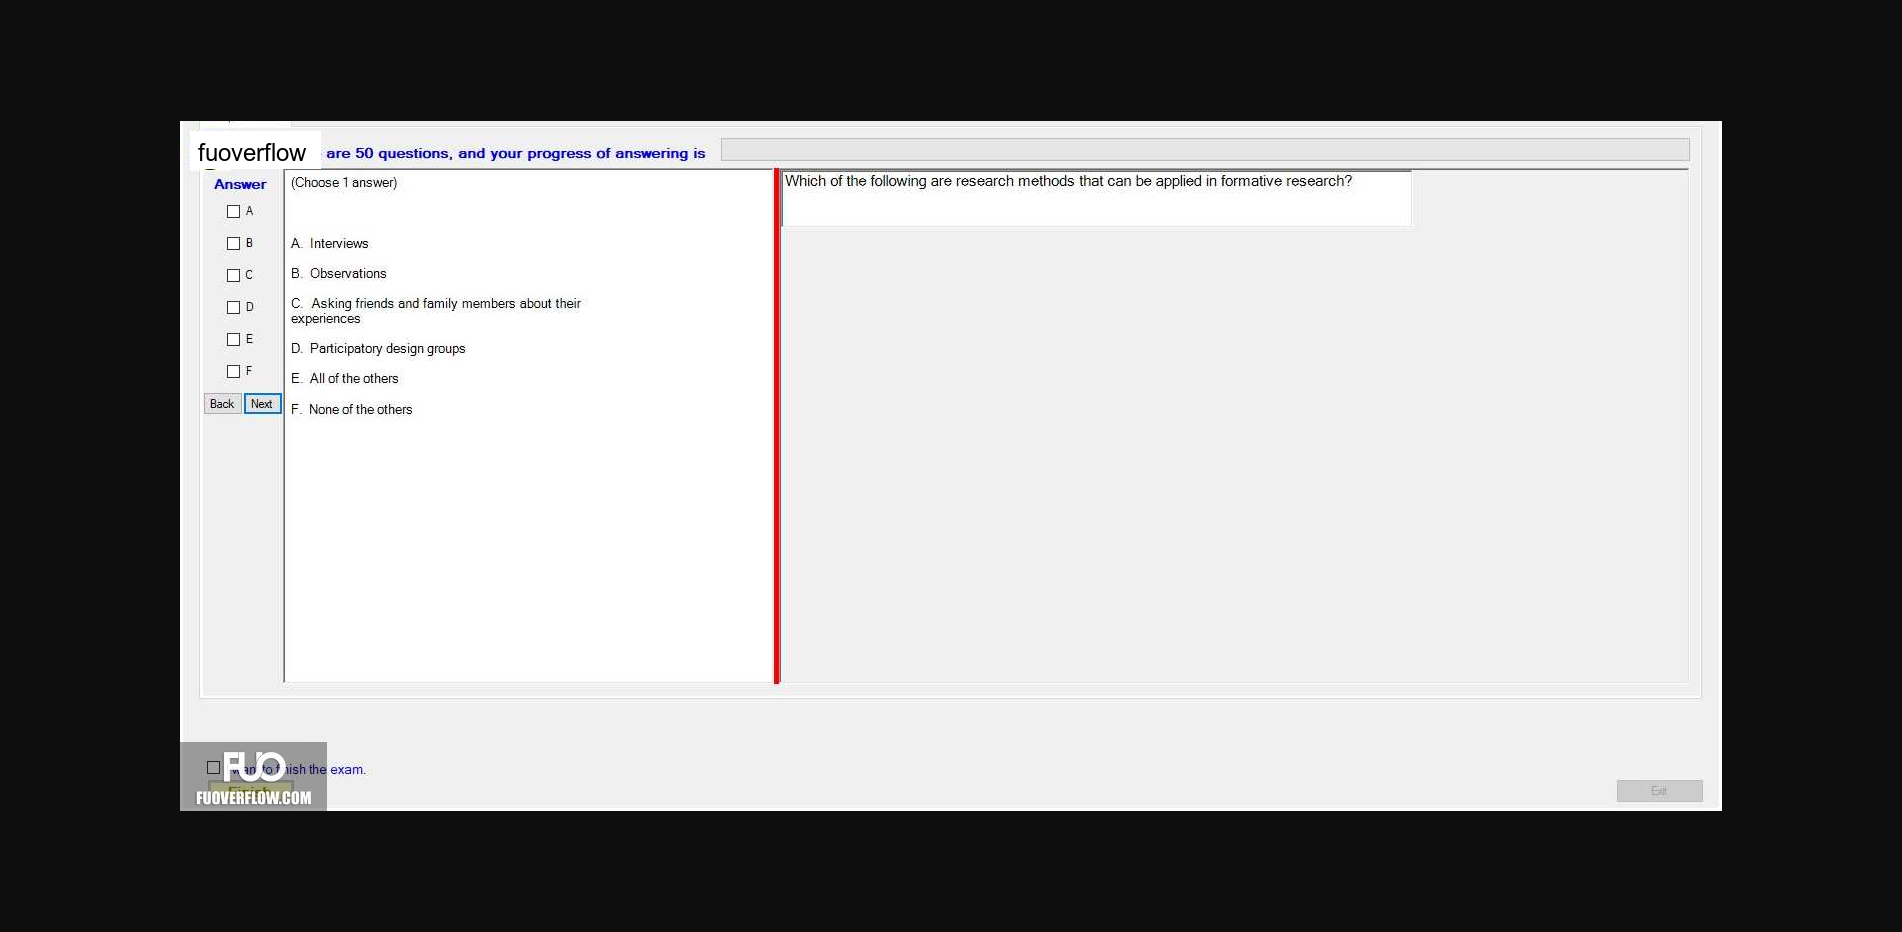 fuoverflow are 50 questions, and your progress of answering is
Answer
(Choose 1 answer)
Which of the following are research methods that can be applied in formative research?
A
B
C
D
E
F
Back Next
A. Interviews
B. Observations
C. Asking friends and family members about their
experiences
D. Participatory design groups
E. All of the others
F. None of the others
FUO
want to finish the exam.
Finish
FUOVERFLOW.COM
Exit